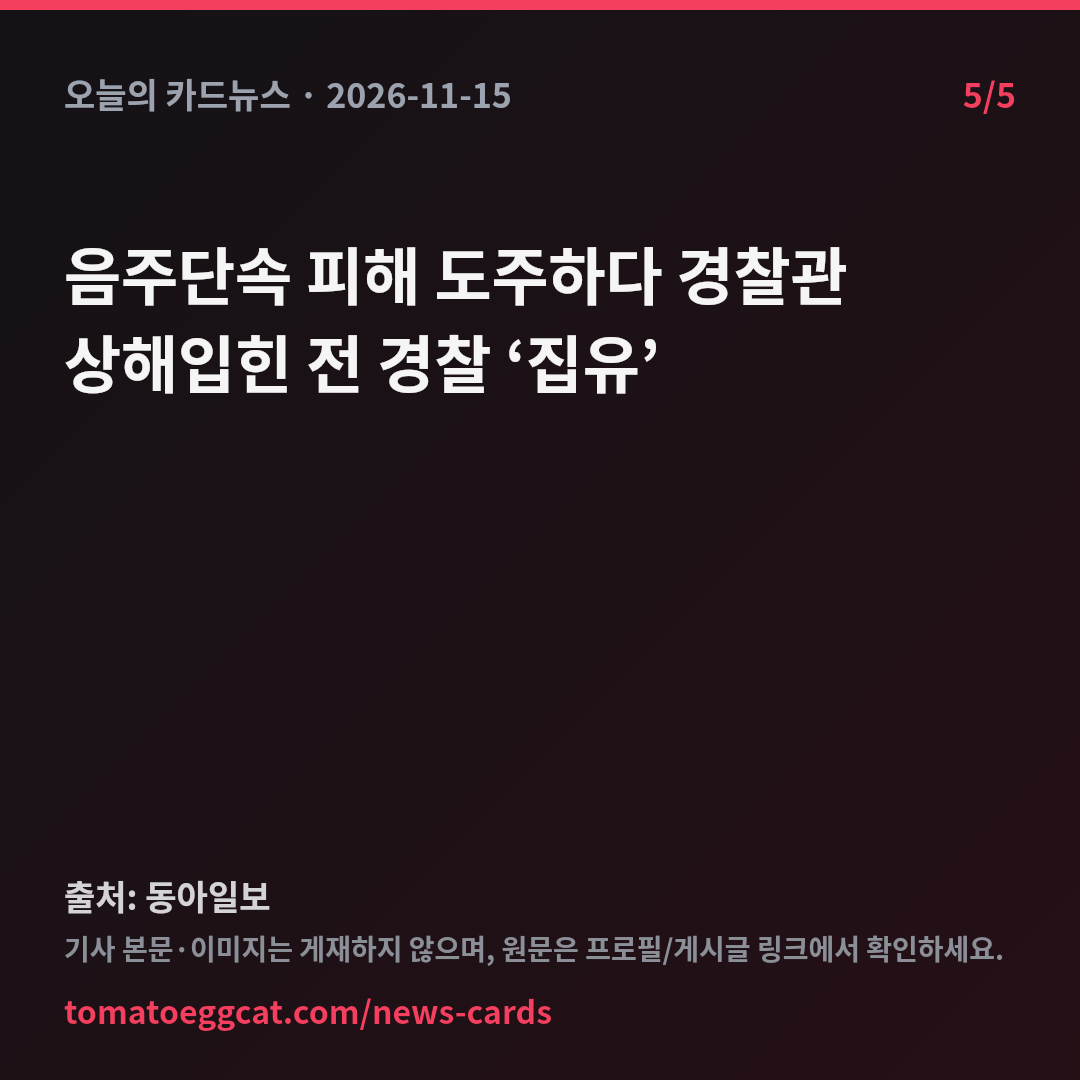 오늘의 카드뉴스 · 2026-11-15
5/5
음주단속 피해 도주하다 경찰관
상해입힌 전 경찰 ‘집유’
출처: 동아일보
기사 본문·이미지는 게재하지 않으며, 원문은 프로필/게시글 링크에서 확인하세요.
tomatoeggcat.com/news-cards